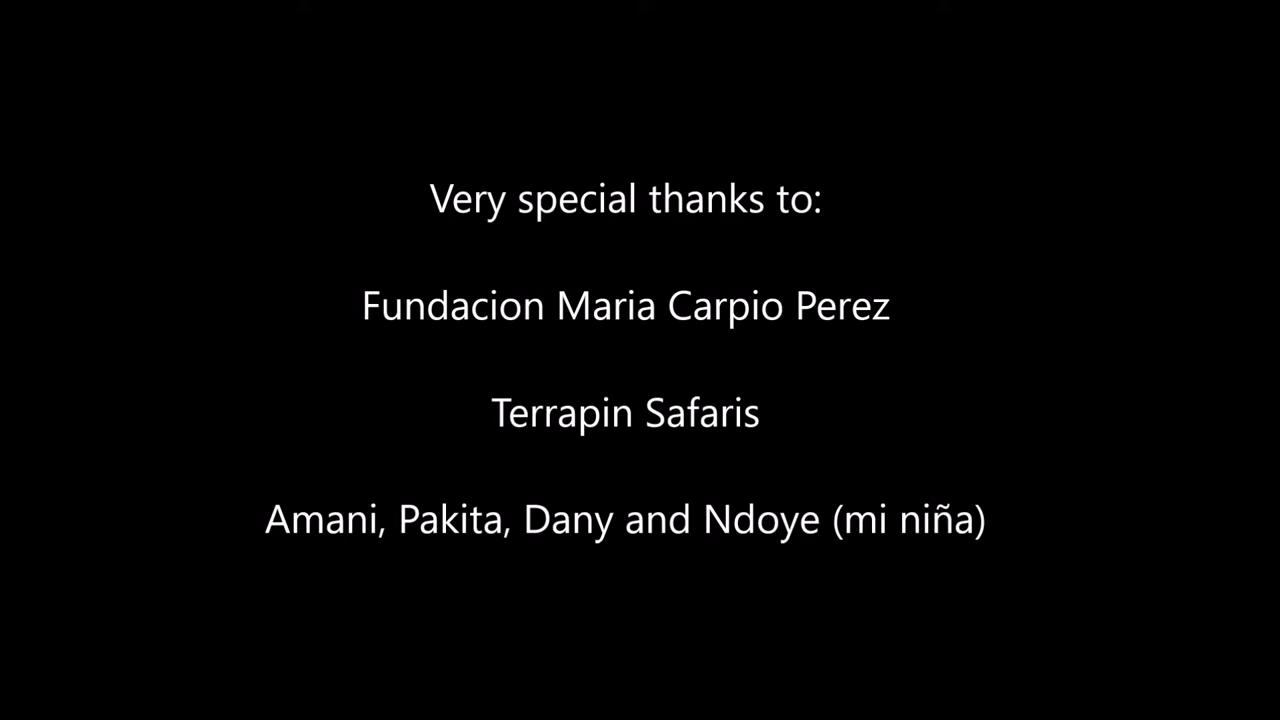 Very special thanks to:
Fundacion Maria Carpio Perez
Terrapin Safaris
Amani, Pakita, Dany and Ndoye (mi niña)